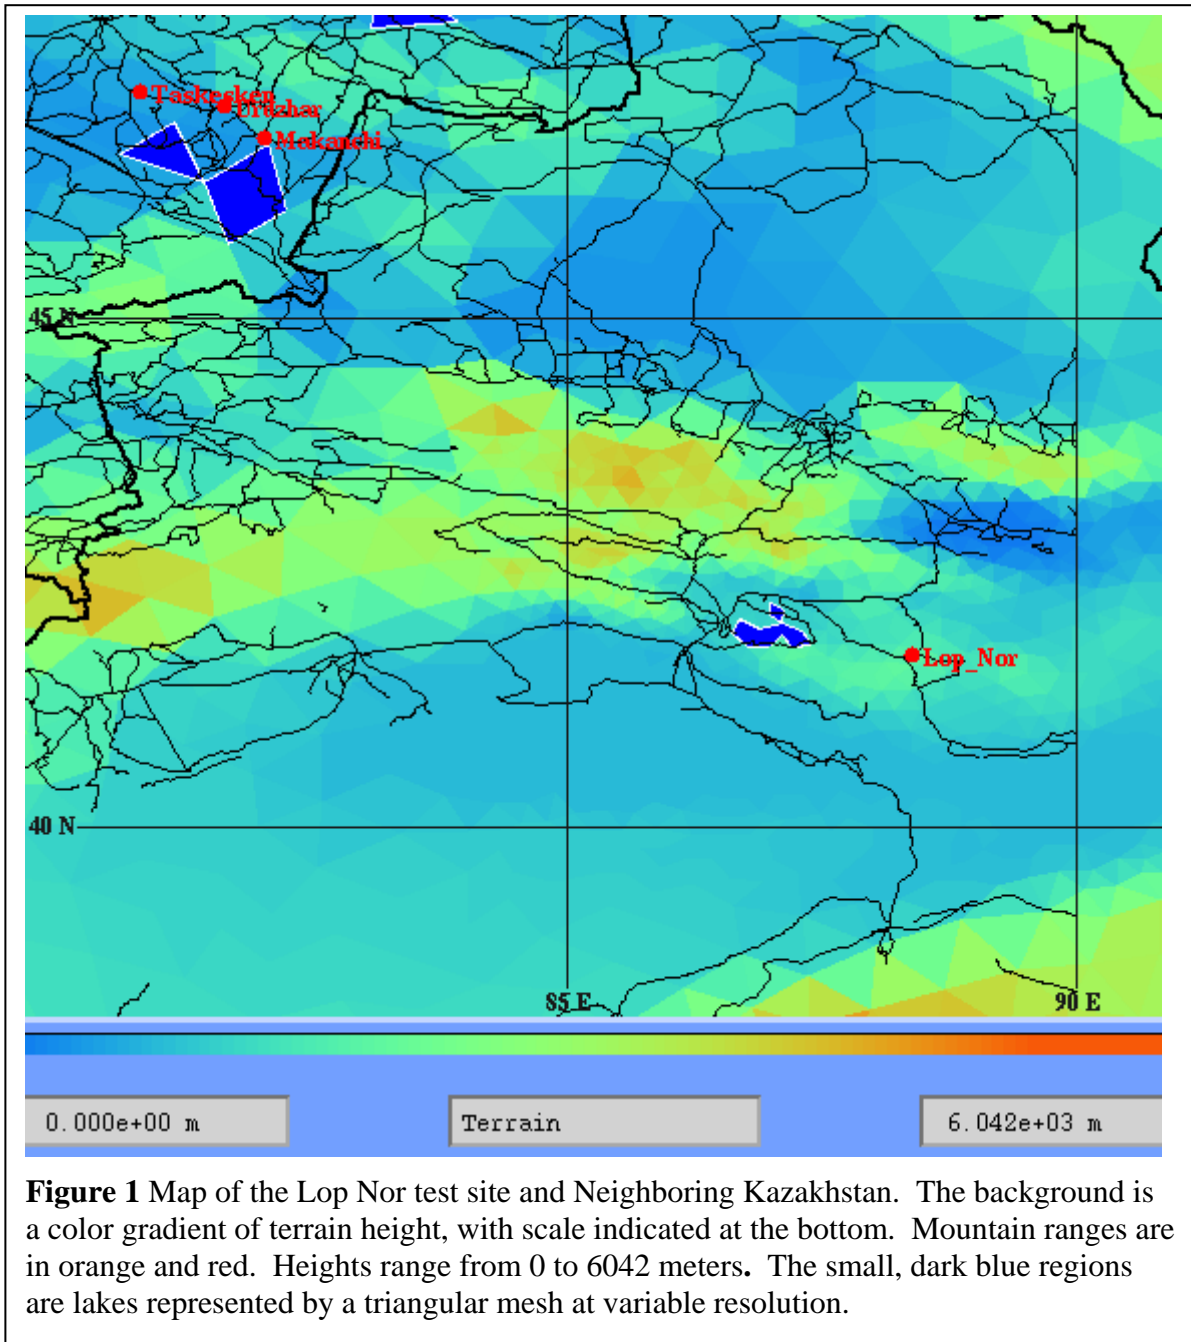 Taskesken
Urdzhar
Makanchi
45 N
Lop_Nor
40 N
85 E
90 E
0.000e+00 m
Terrain
6.042e+03 m
Figure 1 Map of the Lop Nor test site and Neighboring Kazakhstan. The background is
a color gradient of terrain height, with scale indicated at the bottom. Mountain ranges are
in orange and red. Heights range from 0 to 6042 meters. The small, dark blue regions
are lakes represented by a triangular mesh at variable resolution.